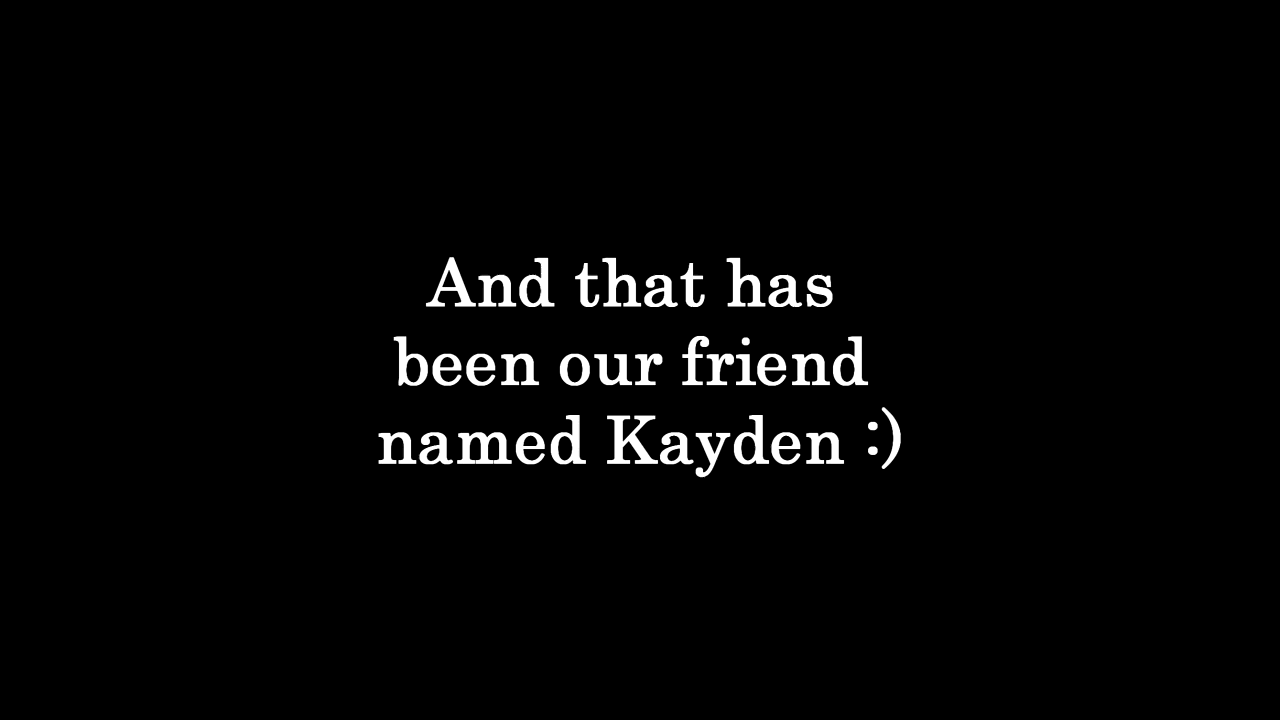 And that has
been our friend
named Kayden :)